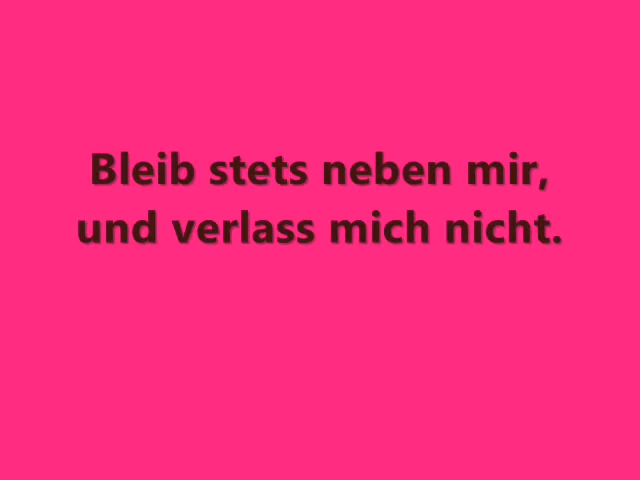 Bleib stets neben mir,
und verlass mich nicht.